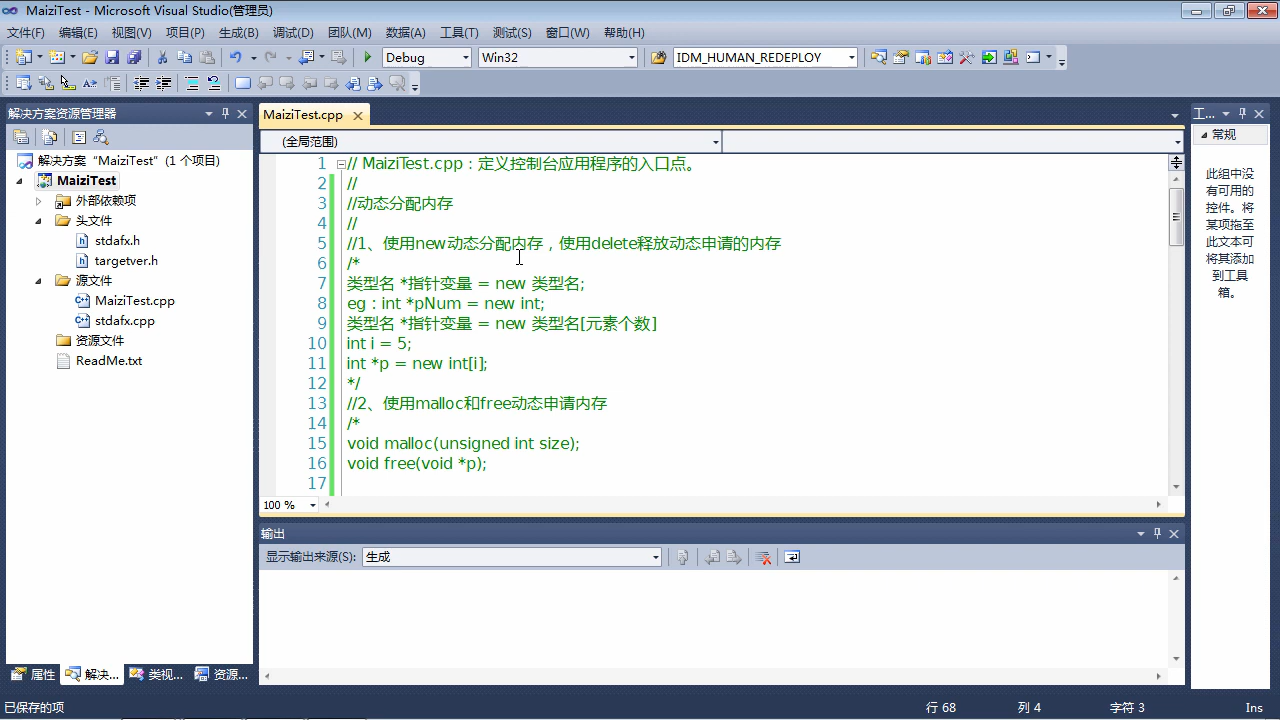 MaiziTest - Microsoft Visual Studio(管理员)
文件(F) 编辑(E) 视图(V) 项目(P) 生成(B) 调试(D) 团队(M) 数据(A) 工具(T) 测试(S) 窗口(W) 帮助(H)
Debug Win32 IDM_HUMAN_REDEPLOY
解决方案资源管理器
解决方案“MaiziTest”(1 个项目)
MaiziTest
外部依赖项
头文件
stdafx.h
targetver.h
源文件
MaiziTest.cpp
stdafx.cpp
资源文件
ReadMe.txt
属性 解决... 类视... 资源...
MaiziTest.cpp
(全局范围)
1 // MaiziTest.cpp : 定义控制台应用程序的入口点。
2 //
3 //动态分配内存
4 //
5 //1、使用new动态分配内存，使用delete释放动态申请的内存
6 /*
7 类型名 *指针变量 = new 类型名;
8 eg : int *pNum = new int;
9 类型名 *指针变量 = new 类型名[元素个数]
10 int i = 5;
11 int *p = new int[i];
12 */
13 //2、使用malloc和free动态申请内存
14 /*
15 void malloc(unsigned int size);
16 void free(void *p);
17
100 %
输出
显示输出来源(S): 生成
工...
常规
此组中没
有可用的
控件。将
某项拖至
此文本可
将其添加
到工具
箱。
已保存的项 行 68 列 4 字符 3 Ins